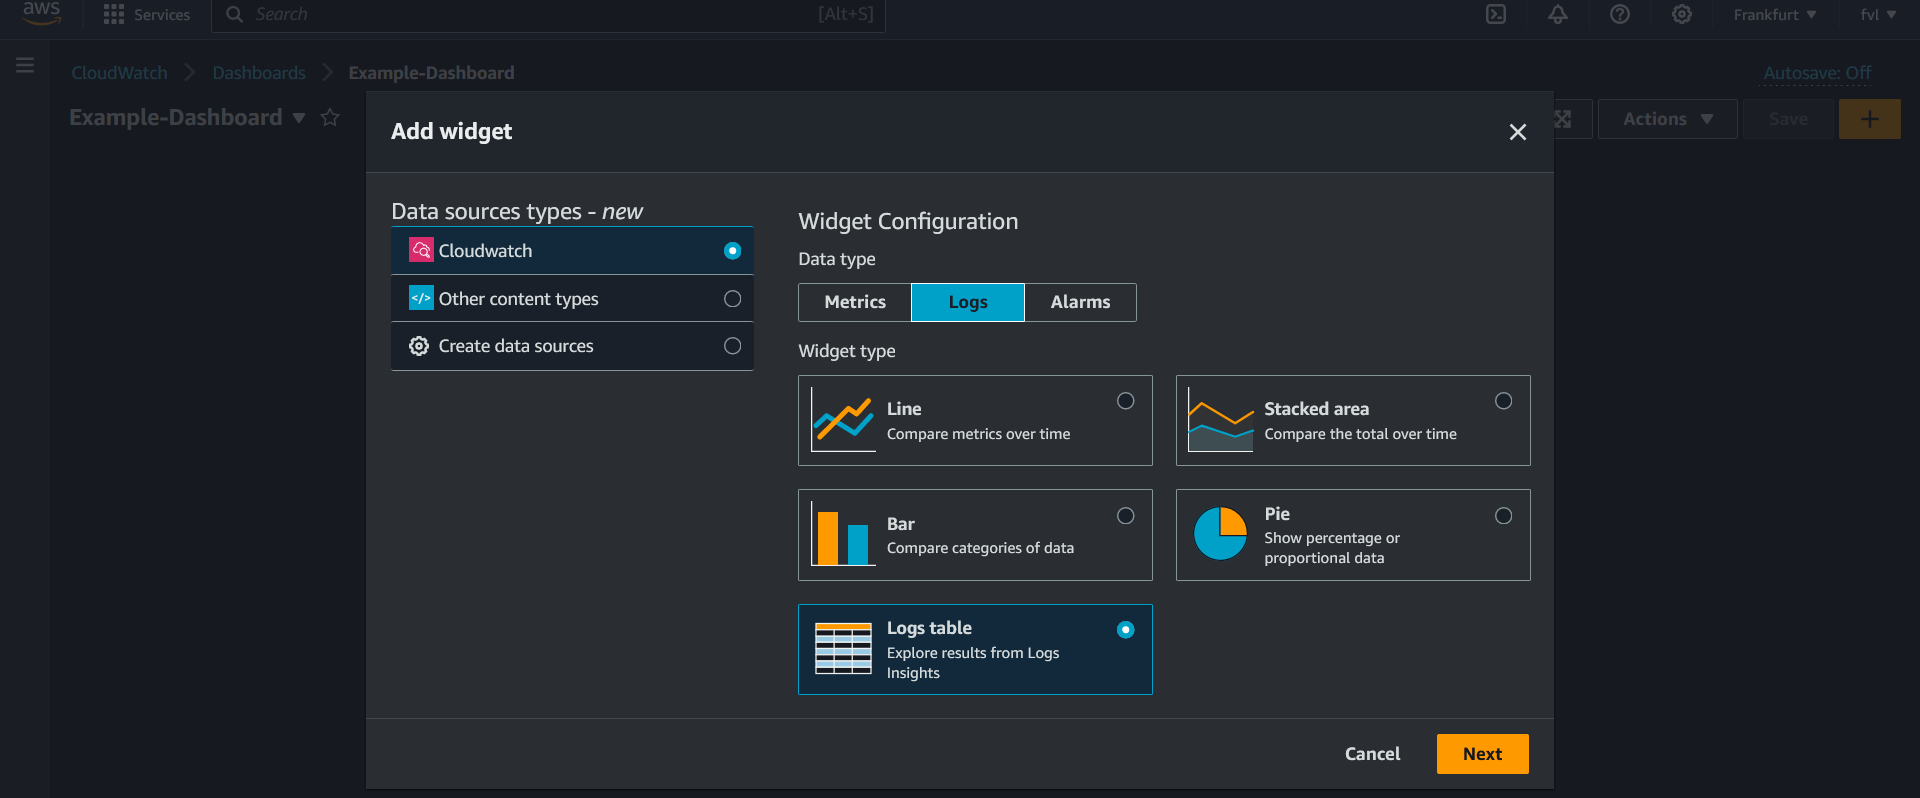 aws
Services
Search
[Alt+S]
Frankfurt
fvl
CloudWatch
Dashboards
Example-Dashboard
Autosave: Off
Example-Dashboard
Actions
Save
Add widget
Data sources types - new
Cloudwatch
Other content types
Create data sources
Widget Configuration
Data type
Metrics
Logs
Alarms
Widget type
Line
Compare metrics over time
Stacked area
Compare the total over time
Bar
Compare categories of data
Pie
Show percentage or
proportional data
Logs table
Explore results from Logs
Insights
Cancel
Next